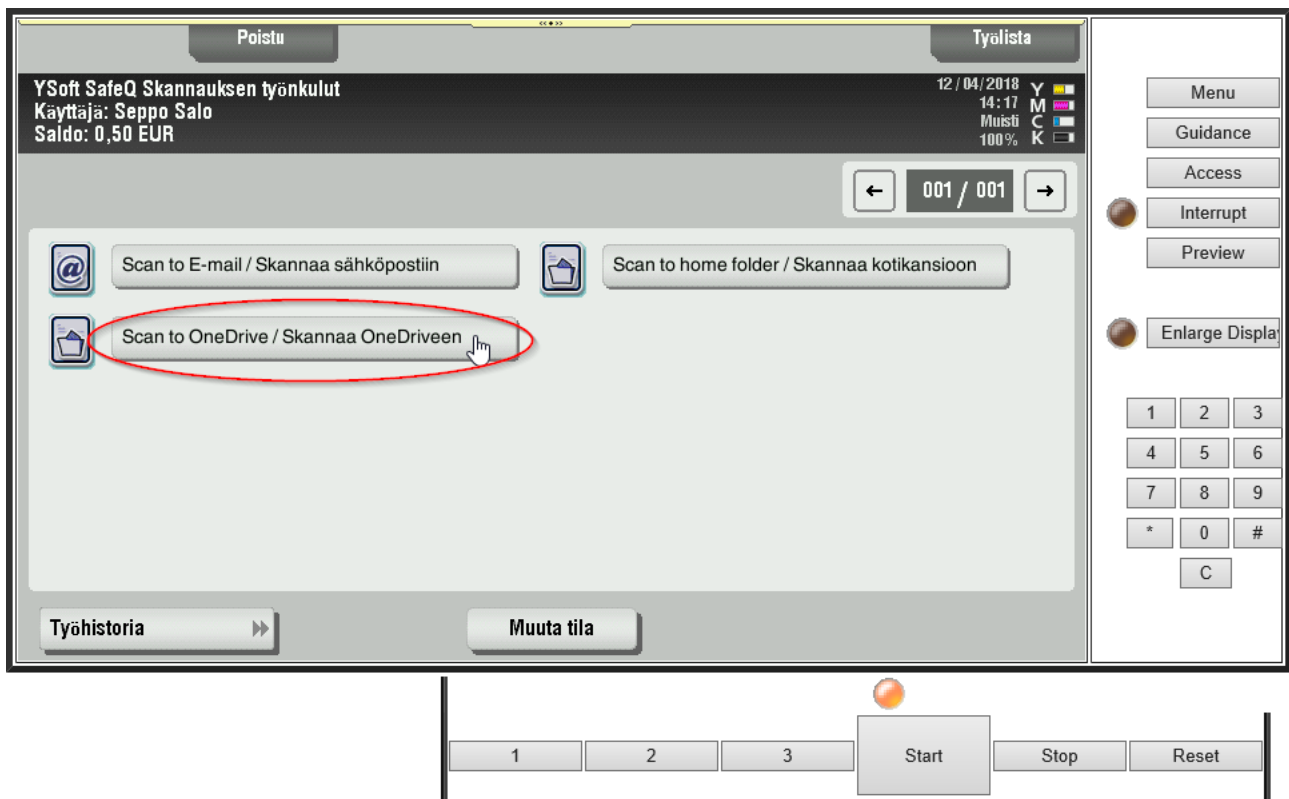 Poistu
Työlista
YSoft SafeQ Skannauksen työnkulut
Käyttäjä: Seppo Salo
Saldo: 0,50 EUR
12/04/2018
14:17
Muisti
100%
Y
M
C
K
001 / 001
Scan to E-mail / Skannaa sähköpostiin
Scan to home folder / Skannaa kotikansioon
Scan to OneDrive / Skannaa OneDriveen
Työhistoria
Muuta tila
Menu
Guidance
Access
Interrupt
Preview
Enlarge Display
1 2 3
4 5 6
7 8 9
* 0 #
C
1 2 3 Start Stop Reset